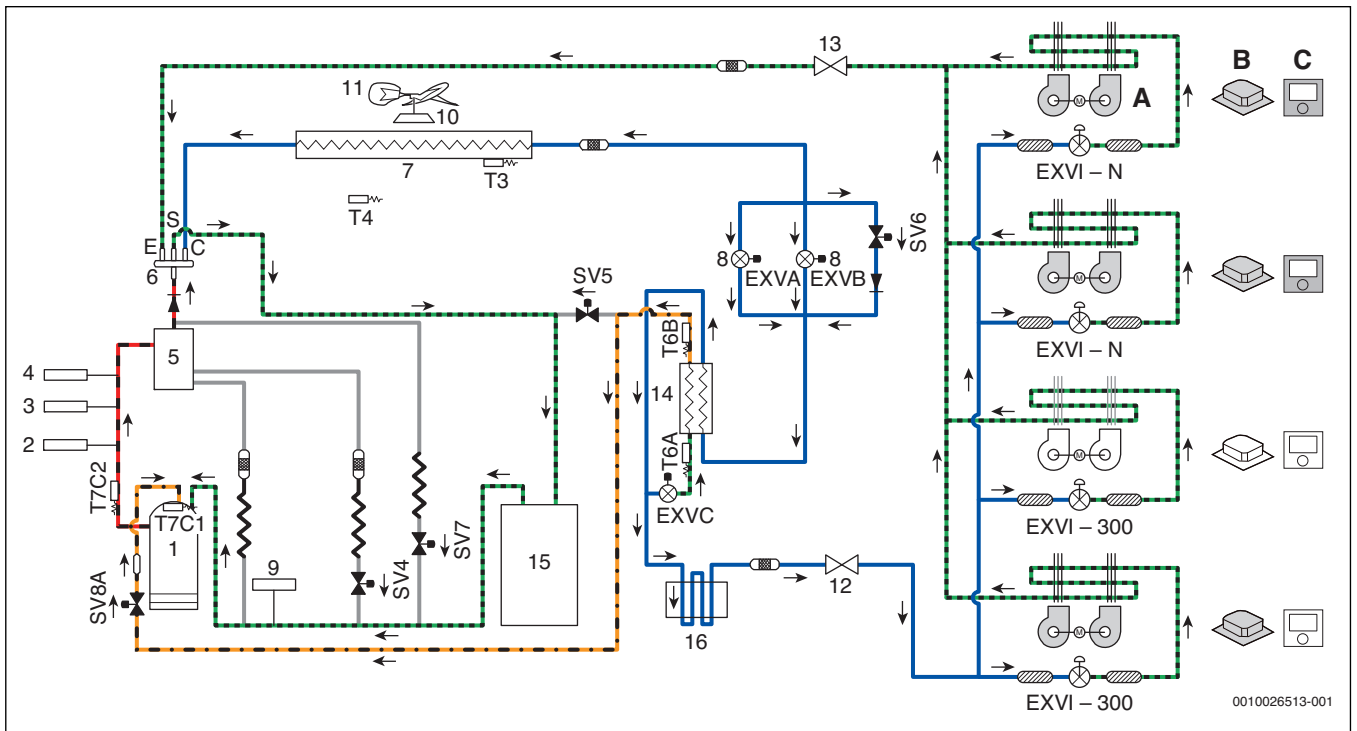 13
B
C
11
10
A
7
T3
EXVI – N
T4
S
E
C
6
8
EXVA
8
EXVB
SV6
SV5
EXVI – N
5
T6B
4
14
3
2
T6A
T7C2
EXVC
T7C1
1
SV7
15
EXVI – 300
9
SV4
12
SV8A
16
M
M
M
M
EXVI – 300
0010026513-001